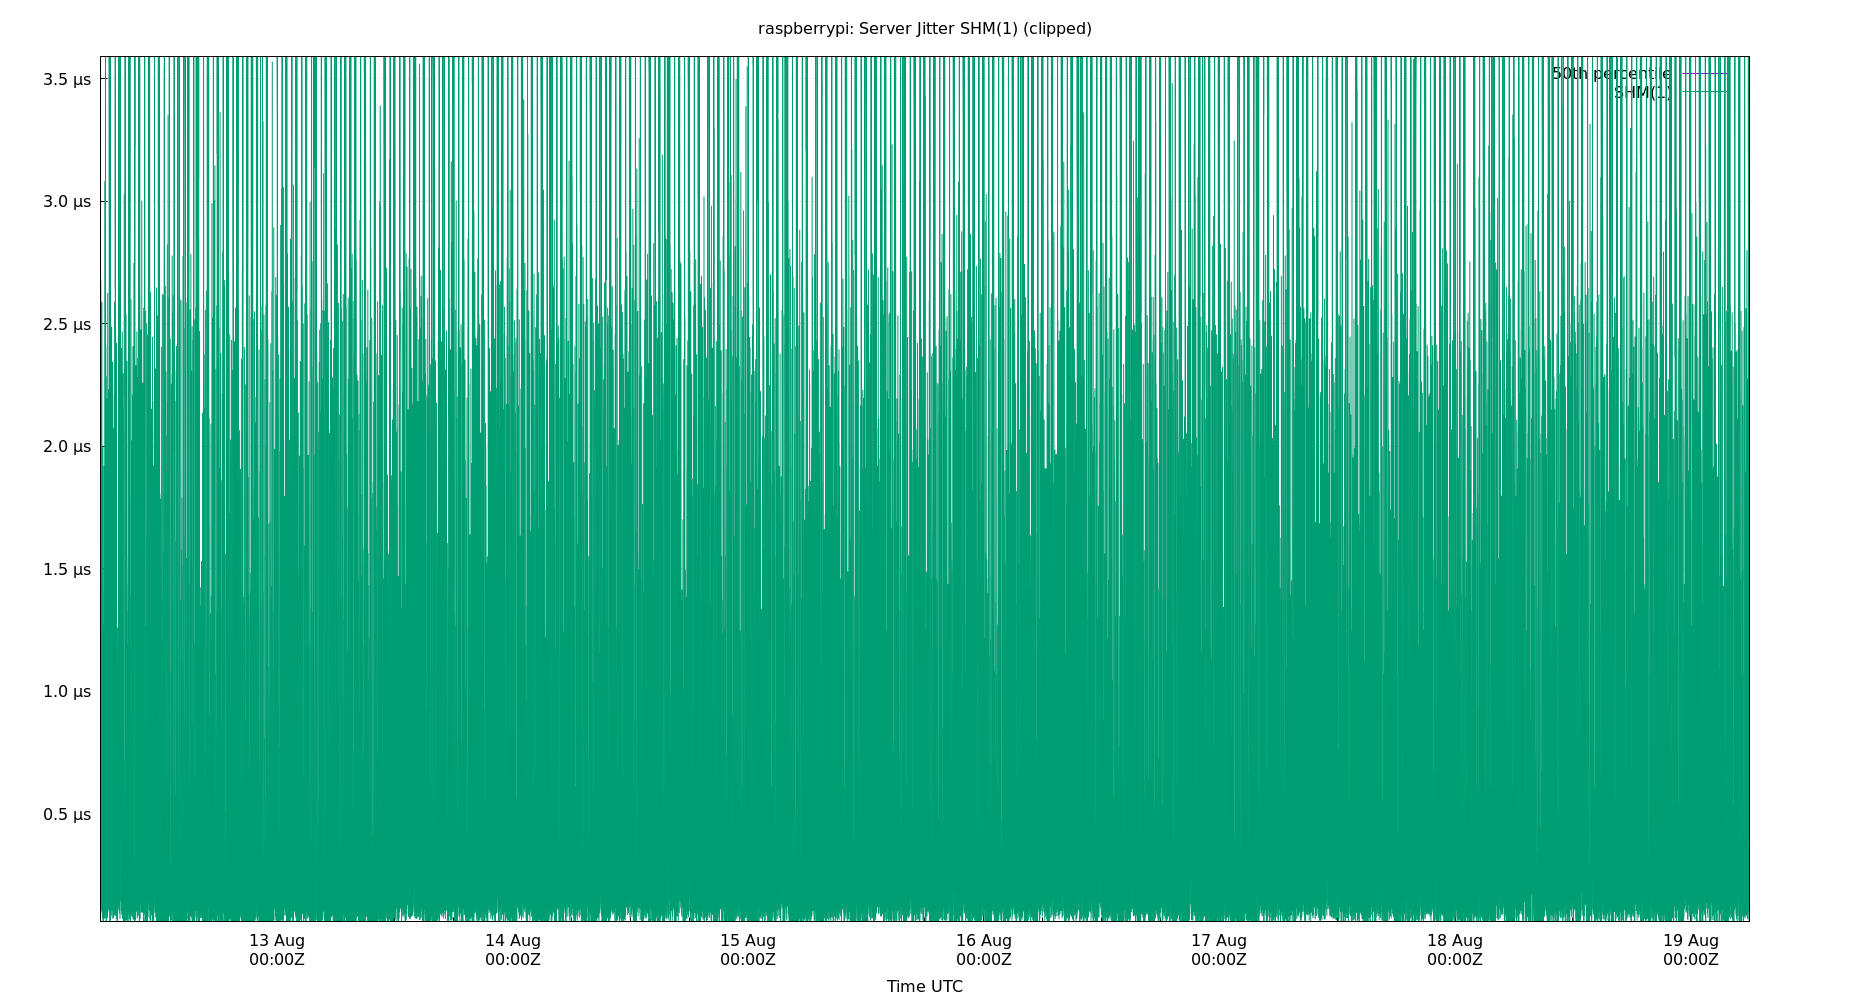 raspberrypi: Server Jitter SHM(1) (clipped)
50th percentile
SHM(1)
3.5 µs
3.0 µs
2.5 µs
2.0 µs
1.5 µs
1.0 µs
0.5 µs
13 Aug 14 Aug 15 Aug 16 Aug 17 Aug 18 Aug 19 Aug
00:00Z 00:00Z 00:00Z 00:00Z 00:00Z 00:00Z 00:00Z
Time UTC